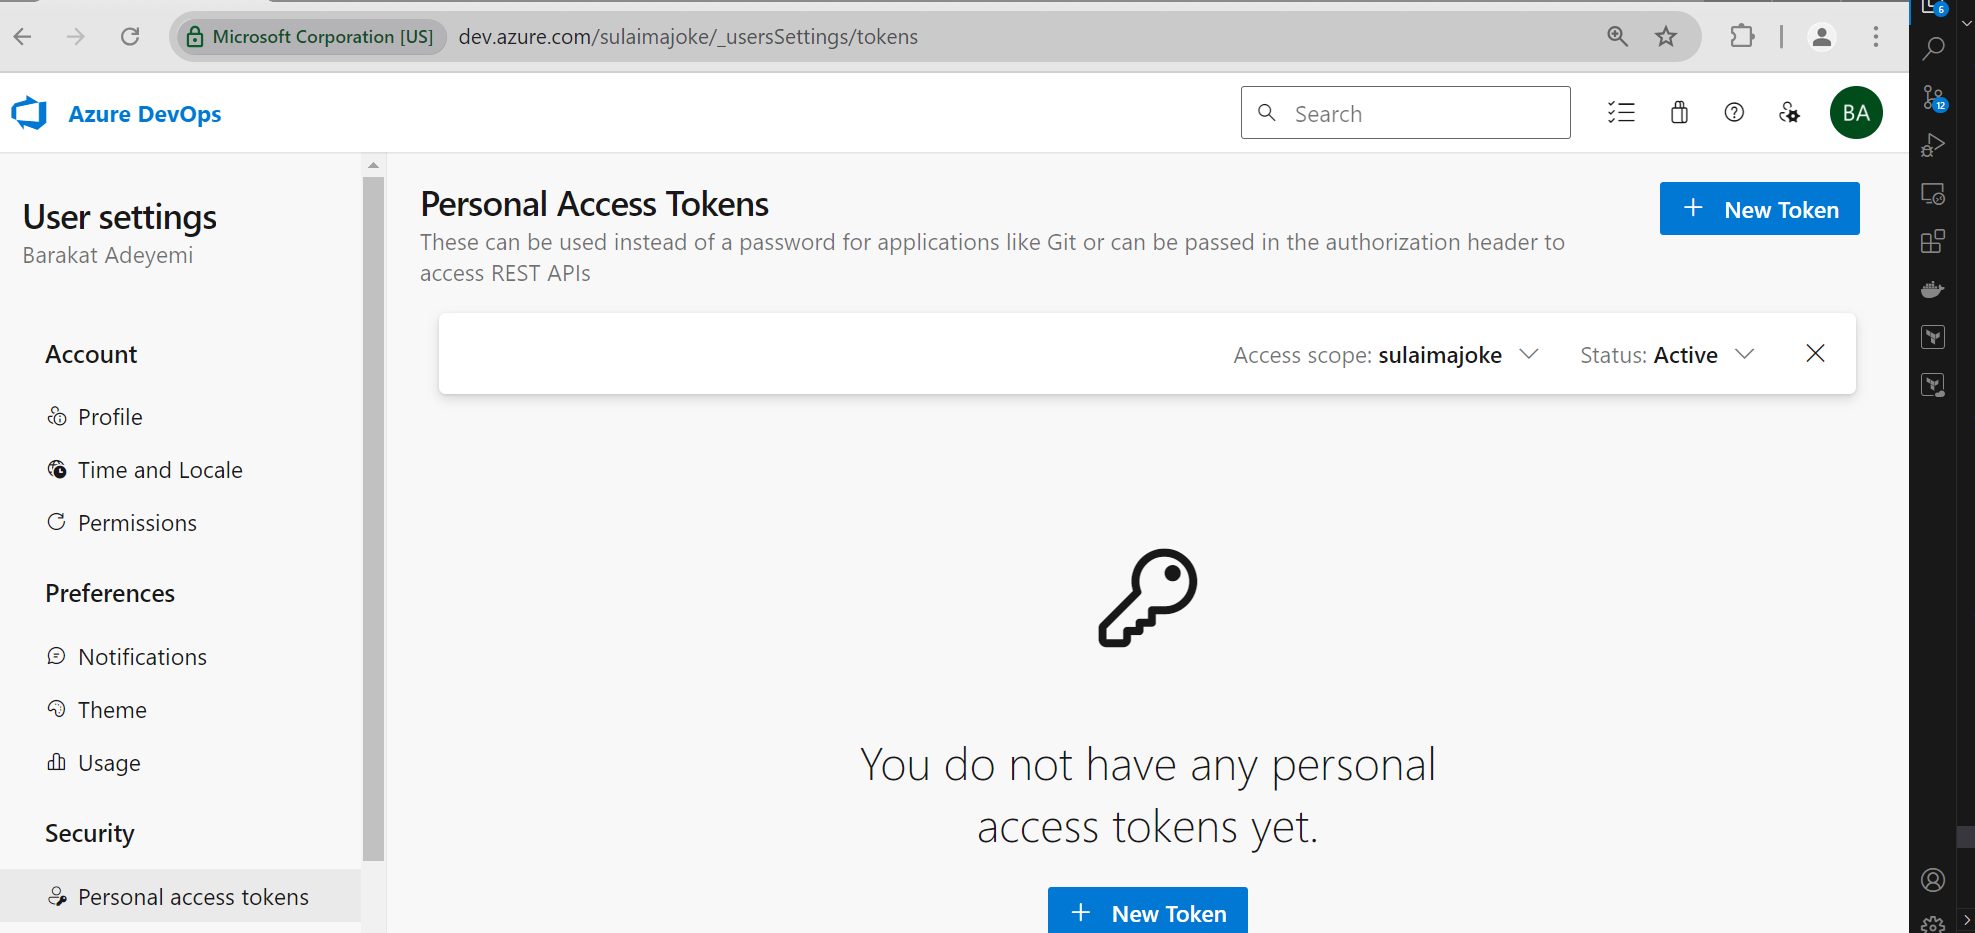 Microsoft Corporation [US]
dev.azure.com/sulaimajoke/_usersSettings/tokens
6
Azure DevOps
Search
BA
12
User settings
Barakat Adeyemi
Account
Profile
Time and Locale
Permissions
Preferences
Notifications
Theme
Usage
Security
Personal access tokens
Personal Access Tokens
New Token
These can be used instead of a password for applications like Git or can be passed in the authorization header to
access REST APIs
Access scope: sulaimajoke
Status: Active
You do not have any personal
access tokens yet.
New Token